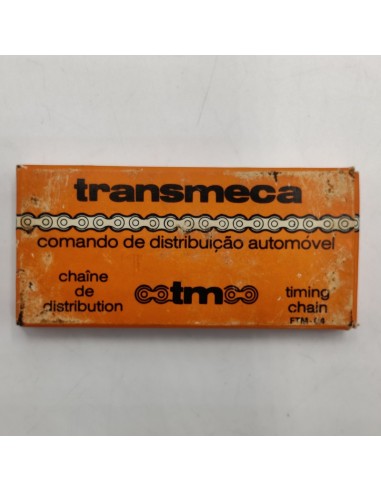 transmeca
comando de distribuição automóvel
chaîne
de
distribution
tm
timing
chain